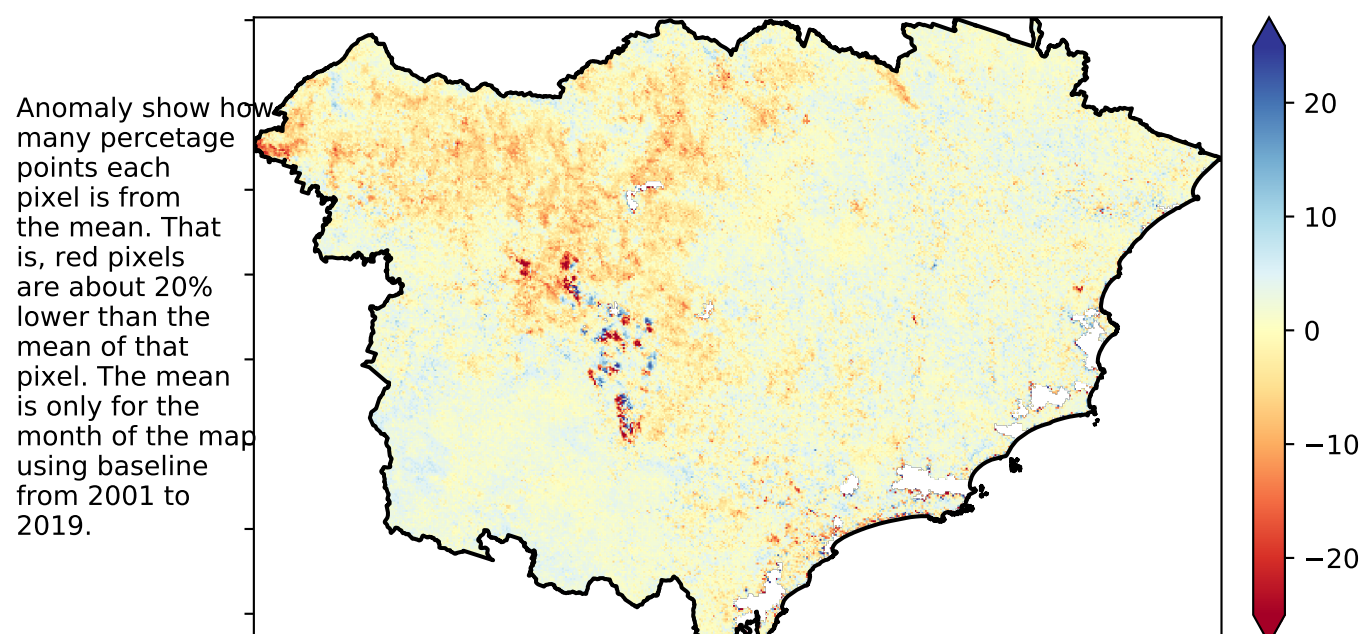 Anomaly show how
many percetage
points each
pixel is from
the mean. That
is, red pixels
are about 20%
lower than the
mean of that
pixel. The mean
is only for the
month of the map
using baseline
from 2001 to
2019.
20
10
0
−10
−20